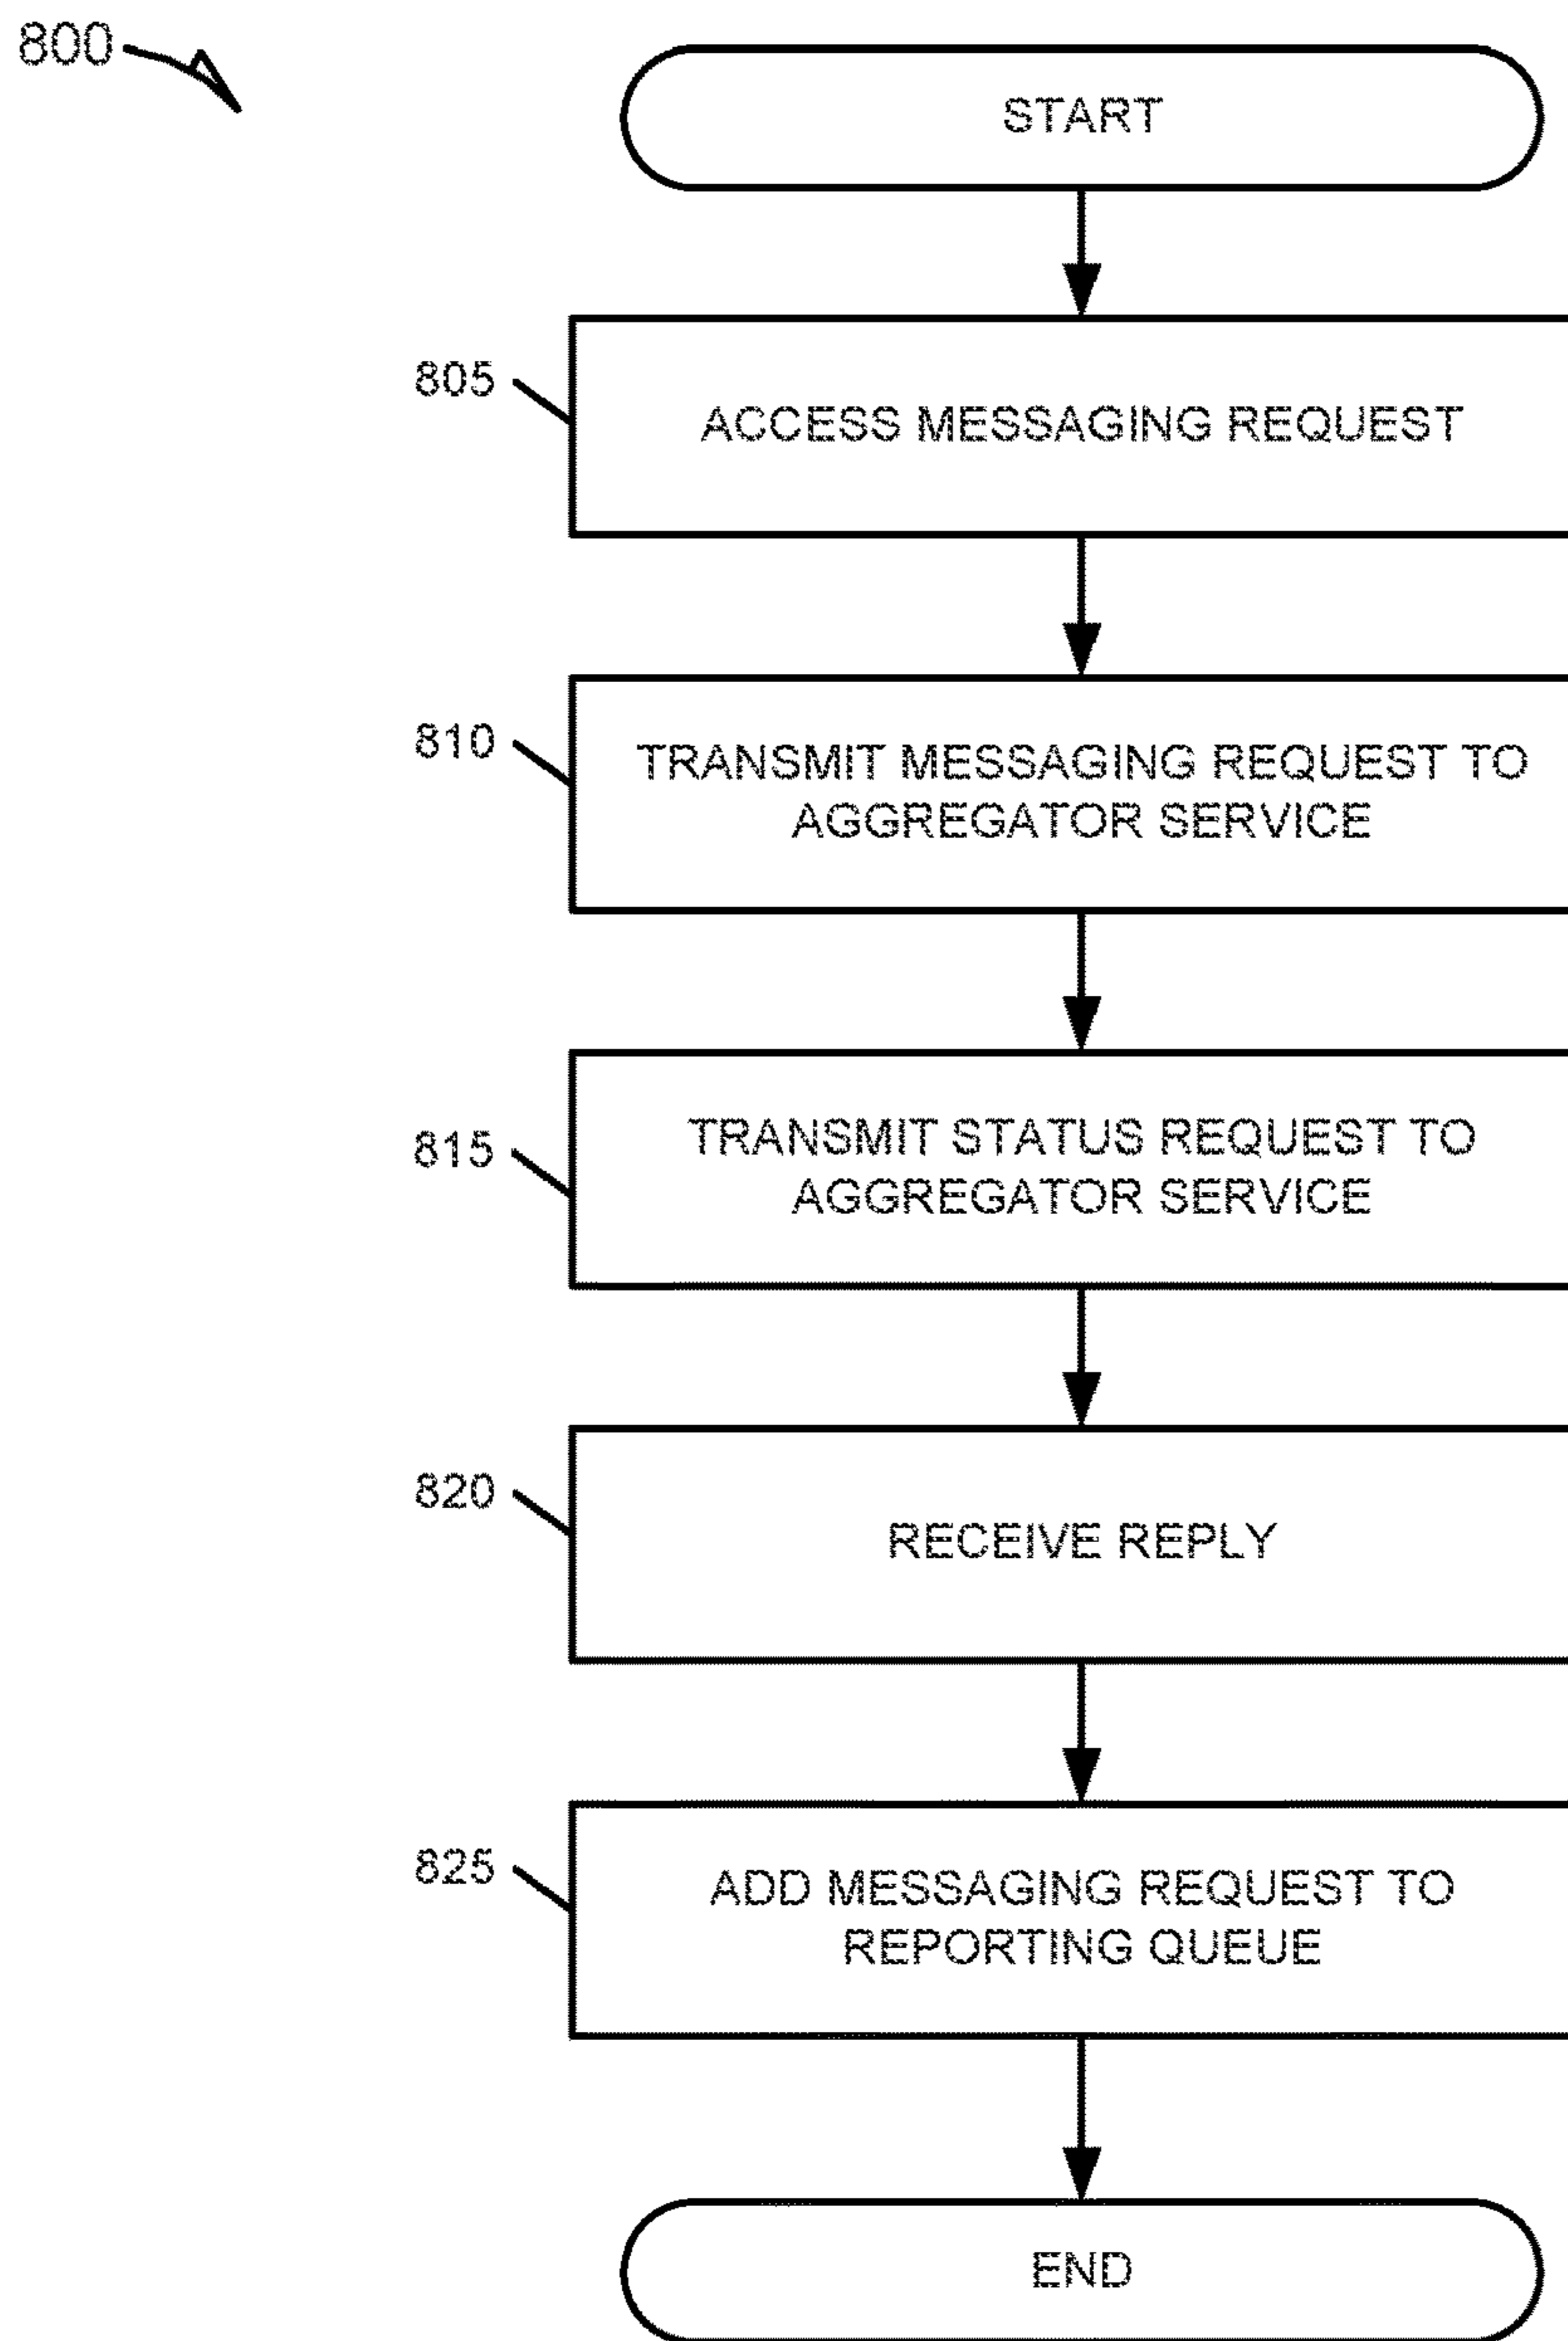 800
START
805
ACCESS MESSAGING REQUEST
810
TRANSMIT MESSAGING REQUEST TO
AGGREGATOR SERVICE
815
TRANSMIT STATUS REQUEST TO
AGGREGATOR SERVICE
820
RECEIVE REPLY
825
ADD MESSAGING REQUEST TO
REPORTING QUEUE
END